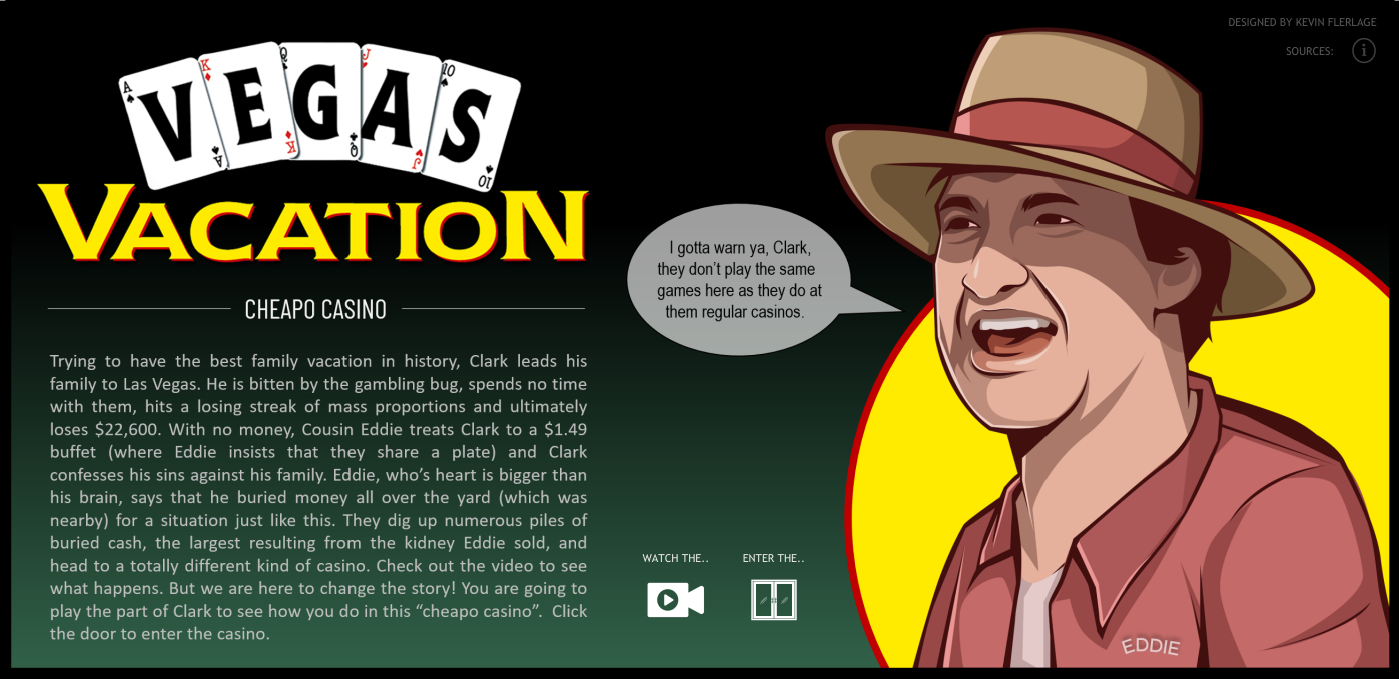 DESIGNED BY KEVIN FLERLAGE
SOURCES:
i
A K Q J 10
VEGAS
A K Q J 10
VACATION
CHEAPO CASINO
I gotta warn ya, Clark,
they don't play the same
games here as they do at
them regular casinos.
Trying to have the best family vacation in history, Clark leads his
family to Las Vegas. He is bitten by the gambling bug, spends no time
with them, hits a losing streak of mass proportions and ultimately
loses $22,600. With no money, Cousin Eddie treats Clark to a $1.49
buffet (where Eddie insists that they share a plate) and Clark
confesses his sins against his family. Eddie, who's heart is bigger than
his brain, says that he buried money all over the yard (which was
nearby) for a situation just like this. They dig up numerous piles of
buried cash, the largest resulting from the kidney Eddie sold, and
head to a totally different kind of casino. Check out the video to see
what happens. But we are here to change the story! You are going to
play the part of Clark to see how you do in this “cheapo casino”. Click
the door to enter the casino.
WATCH THE..
ENTER THE..
EDDIE